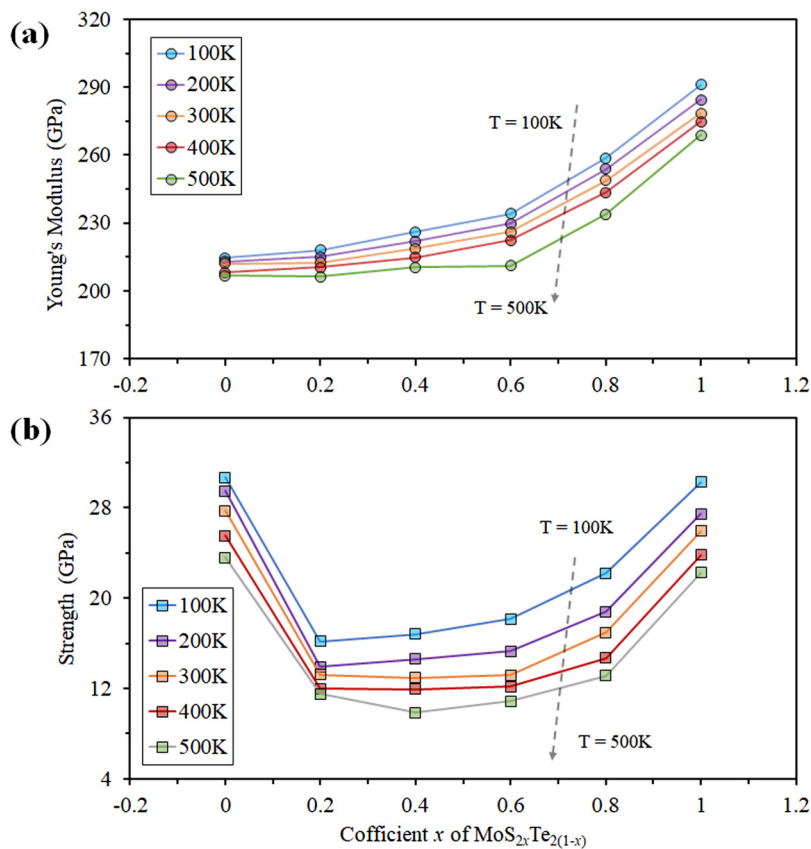 (a)
320
290
260
230
200
170
Young's Modulus (GPa)
100K
200K
300K
400K
500K
T = 100K
T = 500K
-0.2 0 0.2 0.4 0.6 0.8 1 1.2
(b)
36
28
20
12
4
Strength (GPa)
T = 100K
100K
200K
300K
400K
500K
T = 500K
-0.2 0 0.2 0.4 0.6 0.8 1 1.2
Cofficient x of MoS2xTe2(1-x)